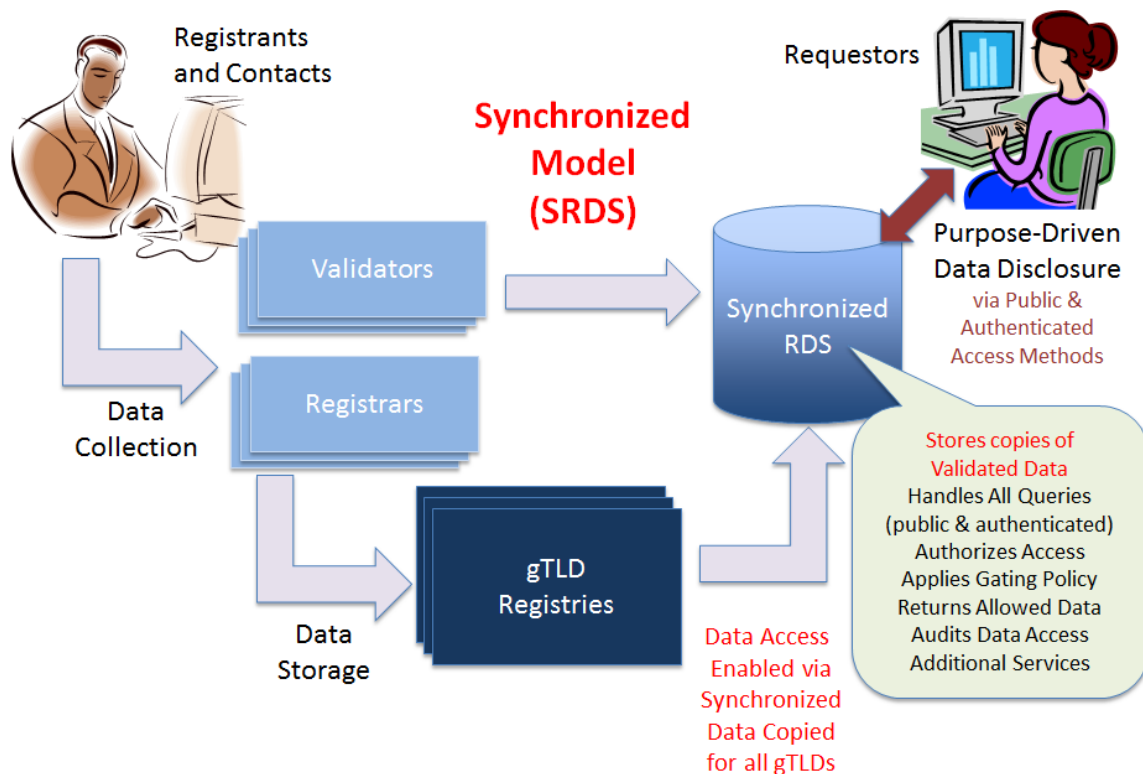 Registrants
and Contacts
Requestors
Synchronized
Model
(SRDS)
Validators
Synchronized
RDS
Purpose-Driven
Data Disclosure
via Public &
Authenticated
Access Methods
Registrars
Data
Collection
Stores copies of
Validated Data
Handles All Queries
(public & authenticated)
Authorizes Access
Applies Gating Policy
Returns Allowed Data
Audits Data Access
Additional Services
gTLD
Registries
Data
Storage
Data Access
Enabled via
Synchronized
Data Copied
for all gTLDs